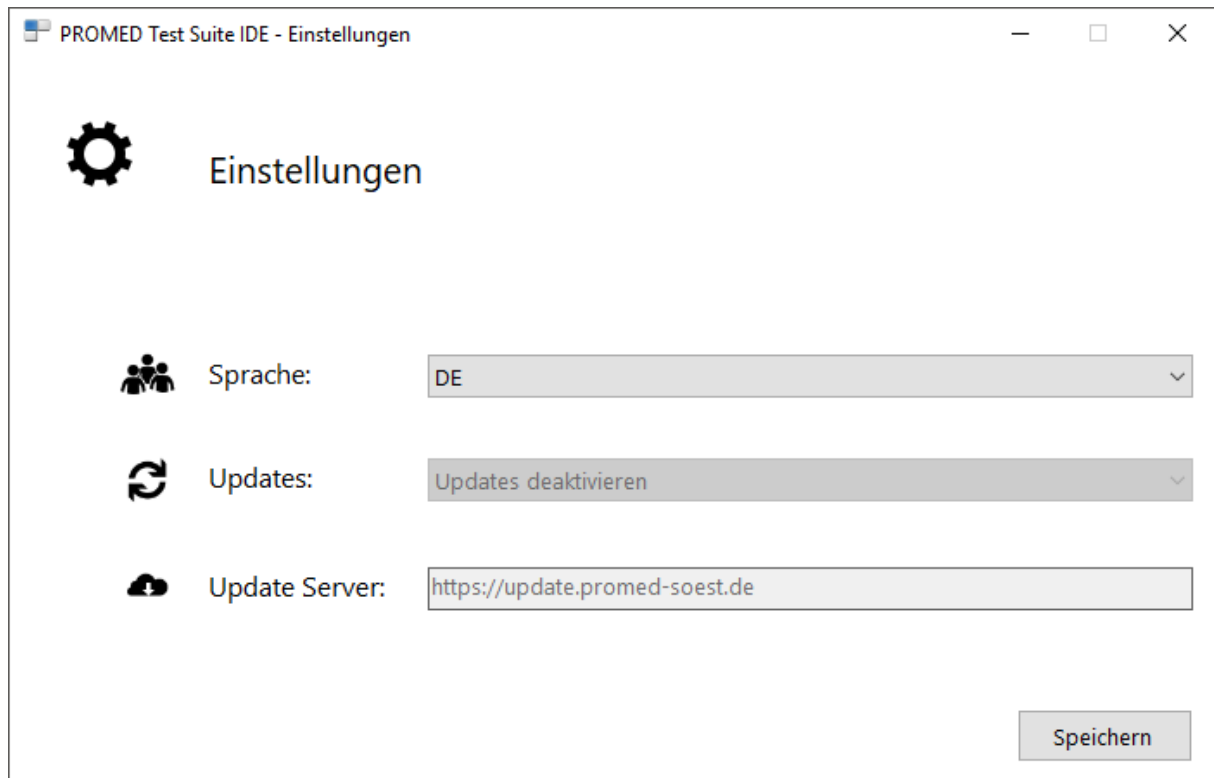 PROMED Test Suite IDE - Einstellungen
Einstellungen
Sprache: DE
Updates: Updates deaktivieren
Update Server: https://update.promed-soest.de
Speichern